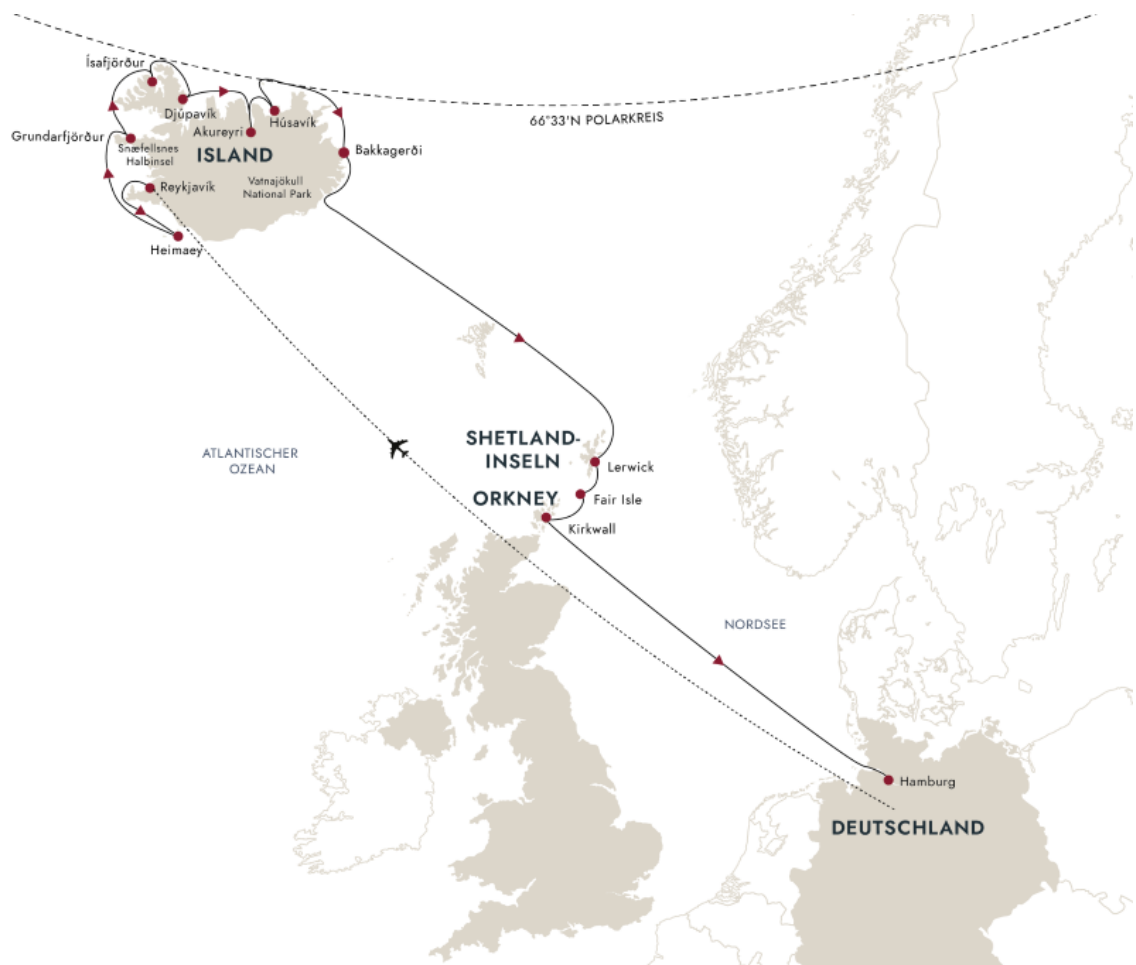 Ísafjörður
Djúpavík
Húsavík
66°33'N POLARKREIS
Grundarfjörður
Akureyri
Snæfellsnes
Halbinsel
ISLAND
Bakkagerði
Reykjavík
Vatnajökull
National Park
Heimaey
SHETLAND-
INSELN
ATLANTISCHER
OZEAN
Lerwick
ORKNEY
Fair Isle
Kirkwall
NORDSEE
Hamburg
DEUTSCHLAND